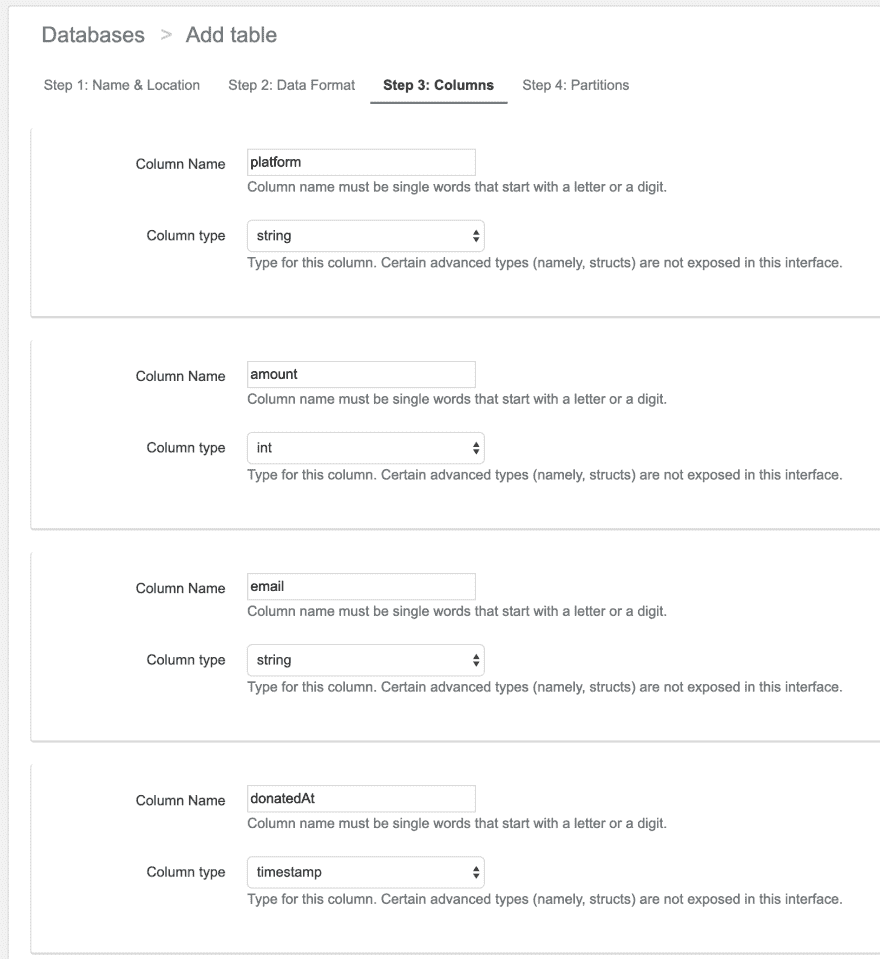 Databases > Add table
Step 1: Name & Location Step 2: Data Format Step 3: Columns Step 4: Partitions
Column Name platform
Column name must be single words that start with a letter or a digit.
Column type string
Type for this column. Certain advanced types (namely, structs) are not exposed in this interface.
Column Name amount
Column name must be single words that start with a letter or a digit.
Column type int
Type for this column. Certain advanced types (namely, structs) are not exposed in this interface.
Column Name email
Column name must be single words that start with a letter or a digit.
Column type string
Type for this column. Certain advanced types (namely, structs) are not exposed in this interface.
Column Name donatedAt
Column name must be single words that start with a letter or a digit.
Column type timestamp
Type for this column. Certain advanced types (namely, structs) are not exposed in this interface.